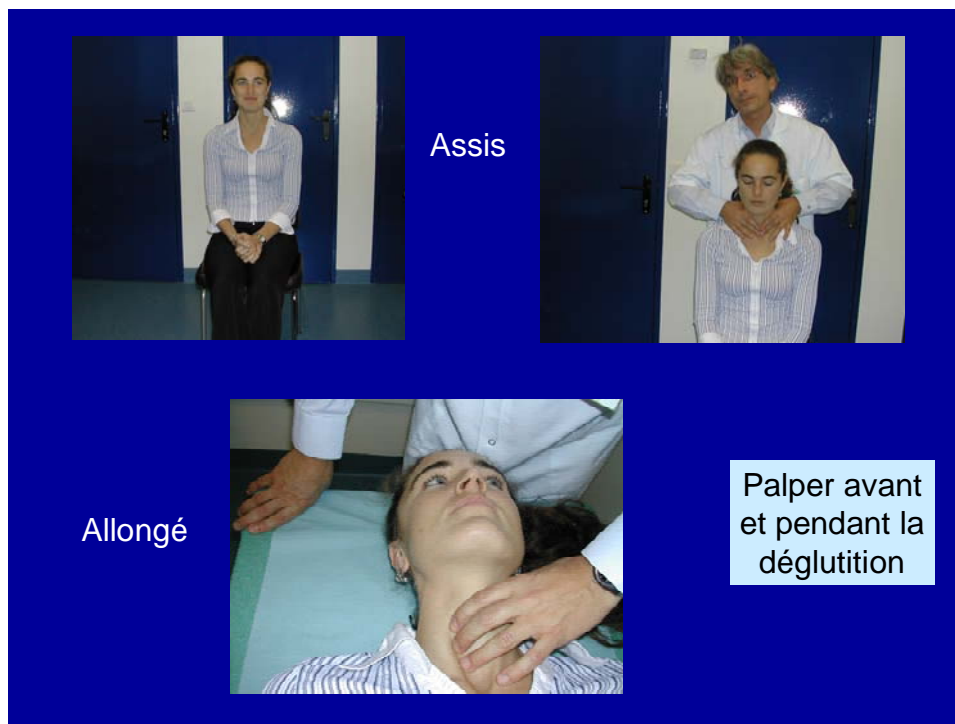 Assis
Allongé
Palper avant
et pendant la
déglutition